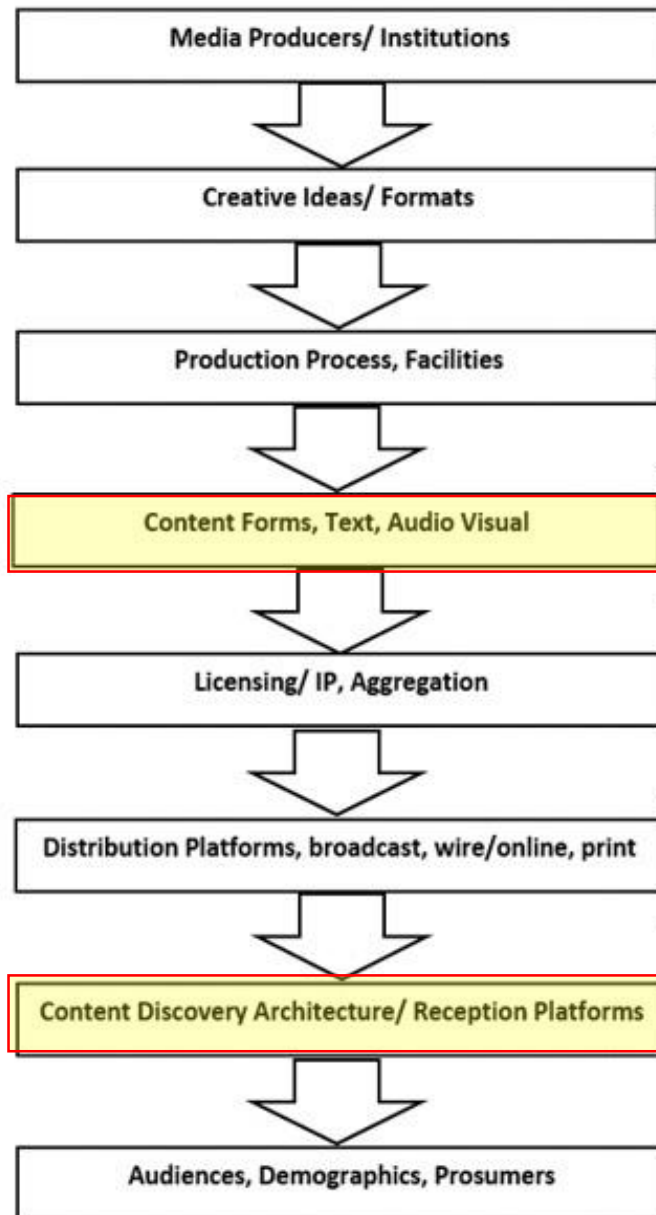 Media Producers/ Institutions
Creative Ideas/ Formats
Production Process, Facilities
Content Forms, Text, Audio Visual
Licensing/ IP, Aggregation
Distribution Platforms, broadcast, wire/online, print
Content Discovery Architecture/ Reception Platforms
Audiences, Demographics, Prosumers